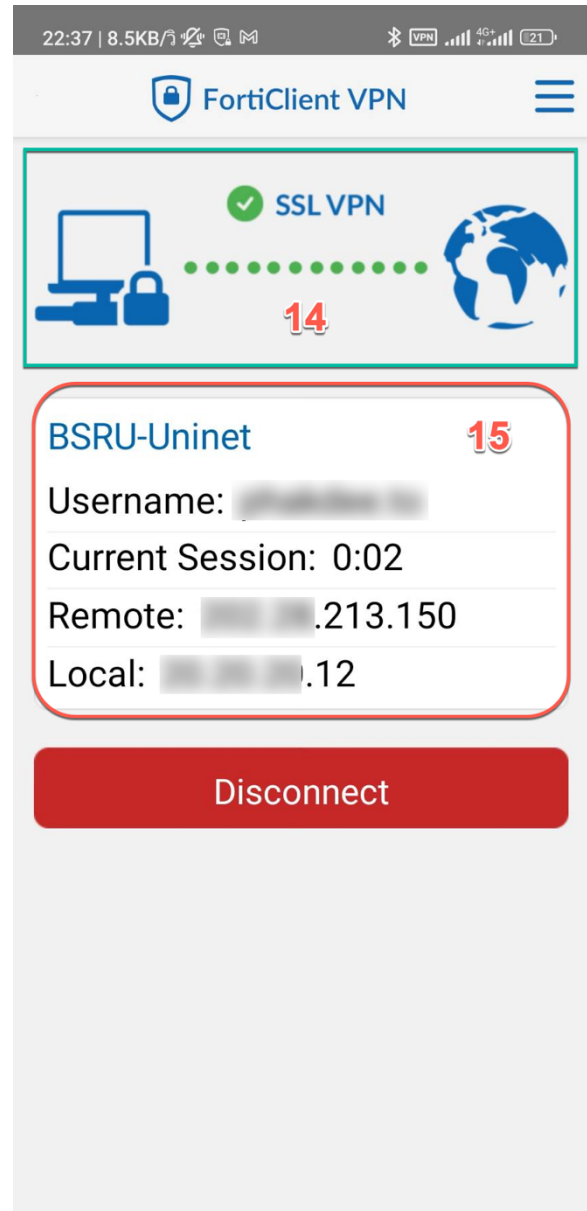 22:37 | 8.5KB/s VPN 4G+ 21
FortiClient VPN
SSL VPN
14
BSRU-Uninet
15
Username:
Current Session: 0:02
Remote: .213.150
Local: .12
Disconnect